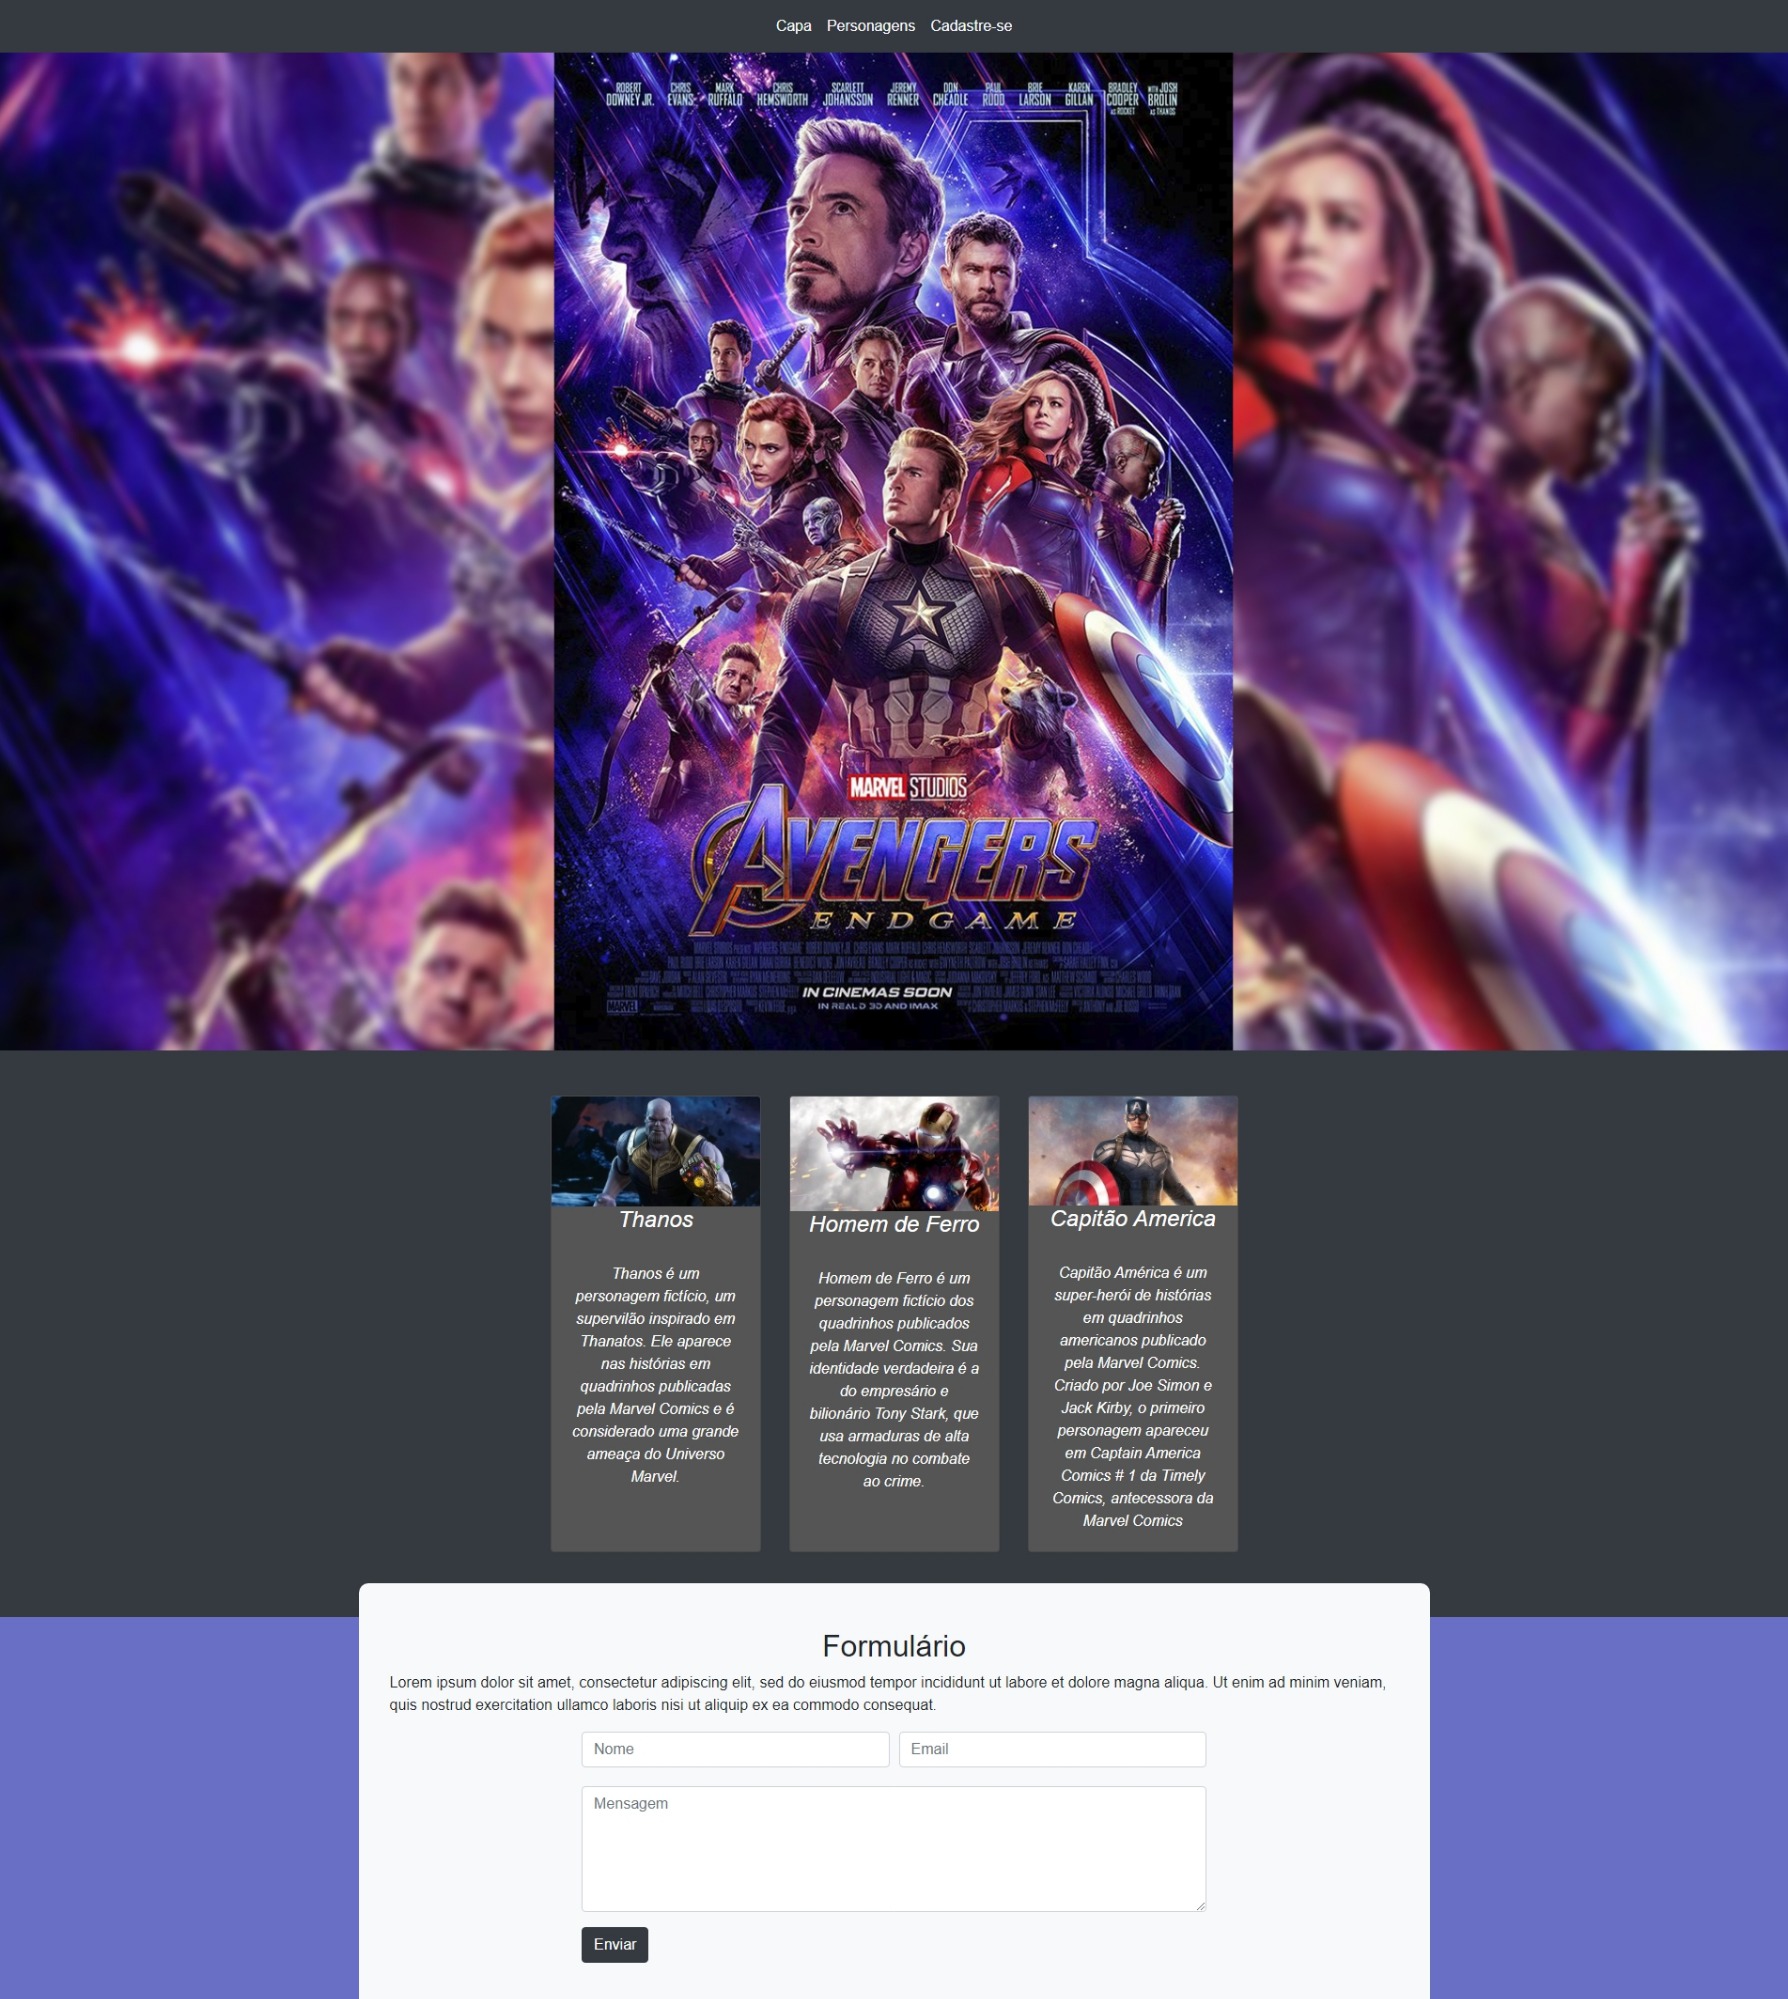 Capa Personagens Cadastre-se
ROBERT DOWNEY JR. CHRIS EVANS MARK RUFFALO CHRIS HEMSWORTH SCARLETT JOHANSSON JEREMY RENNER DON CHEADLE PAUL RUDD BRIE LARSON KAREN GILLAN BRADLEY COOPER AS ROCKET WITH JOSH BROLIN AS THANOS
MARVEL STUDIOS
AVENGERS
ENDGAME
IN CINEMAS SOON
IN REAL D 3D AND IMAX
MARVEL
Thanos
Thanos é um
personagem fictício, um
supervilão inspirado em
Thanatos. Ele aparece
nas histórias em
quadrinhos publicadas
pela Marvel Comics e é
considerado uma grande
ameaça do Universo
Marvel.
Homem de Ferro
Homem de Ferro é um
personagem fictício dos
quadrinhos publicados
pela Marvel Comics. Sua
identidade verdadeira é a
do empresário e
bilionário Tony Stark, que
usa armaduras de alta
tecnologia no combate
ao crime.
Capitão America
Capitão América é um
super-herói de histórias
em quadrinhos
americanos publicado
pela Marvel Comics.
Criado por Joe Simon e
Jack Kirby, o primeiro
personagem apareceu
em Captain America
Comics # 1 da Timely
Comics, antecessora da
Marvel Comics
Formulário
Lorem ipsum dolor sit amet, consectetur adipiscing elit, sed do eiusmod tempor incididunt ut labore et dolore magna aliqua. Ut enim ad minim veniam,
quis nostrud exercitation ullamco laboris nisi ut aliquip ex ea commodo consequat.
Nome Email
Mensagem
Enviar